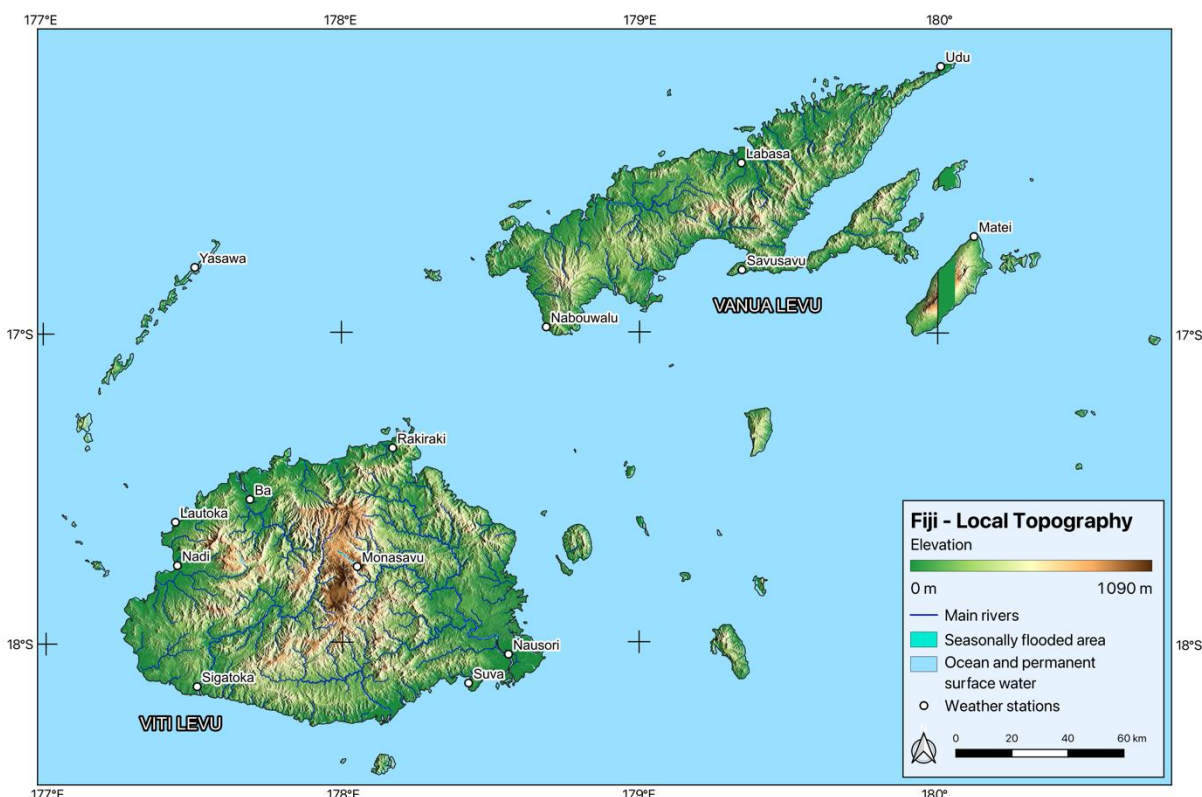 177°E 178°E 179°E 180°
Udu
Labasa
Matei
Yasawa
Savusavu
VANUA LEVU
Nabouwalu
17°S 17°S
Rakiraki
Ba
Lautoka
Nadi
Monasavu
18°S 18°S
Nausori
Sigatoka
Suva
VITI LEVU
Fiji - Local Topography
Elevation
0 m 1090 m
Main rivers
Seasonally flooded area
Ocean and permanent
surface water
Weather stations
0 20 40 60 km
177°E 178°E 179°E 180°